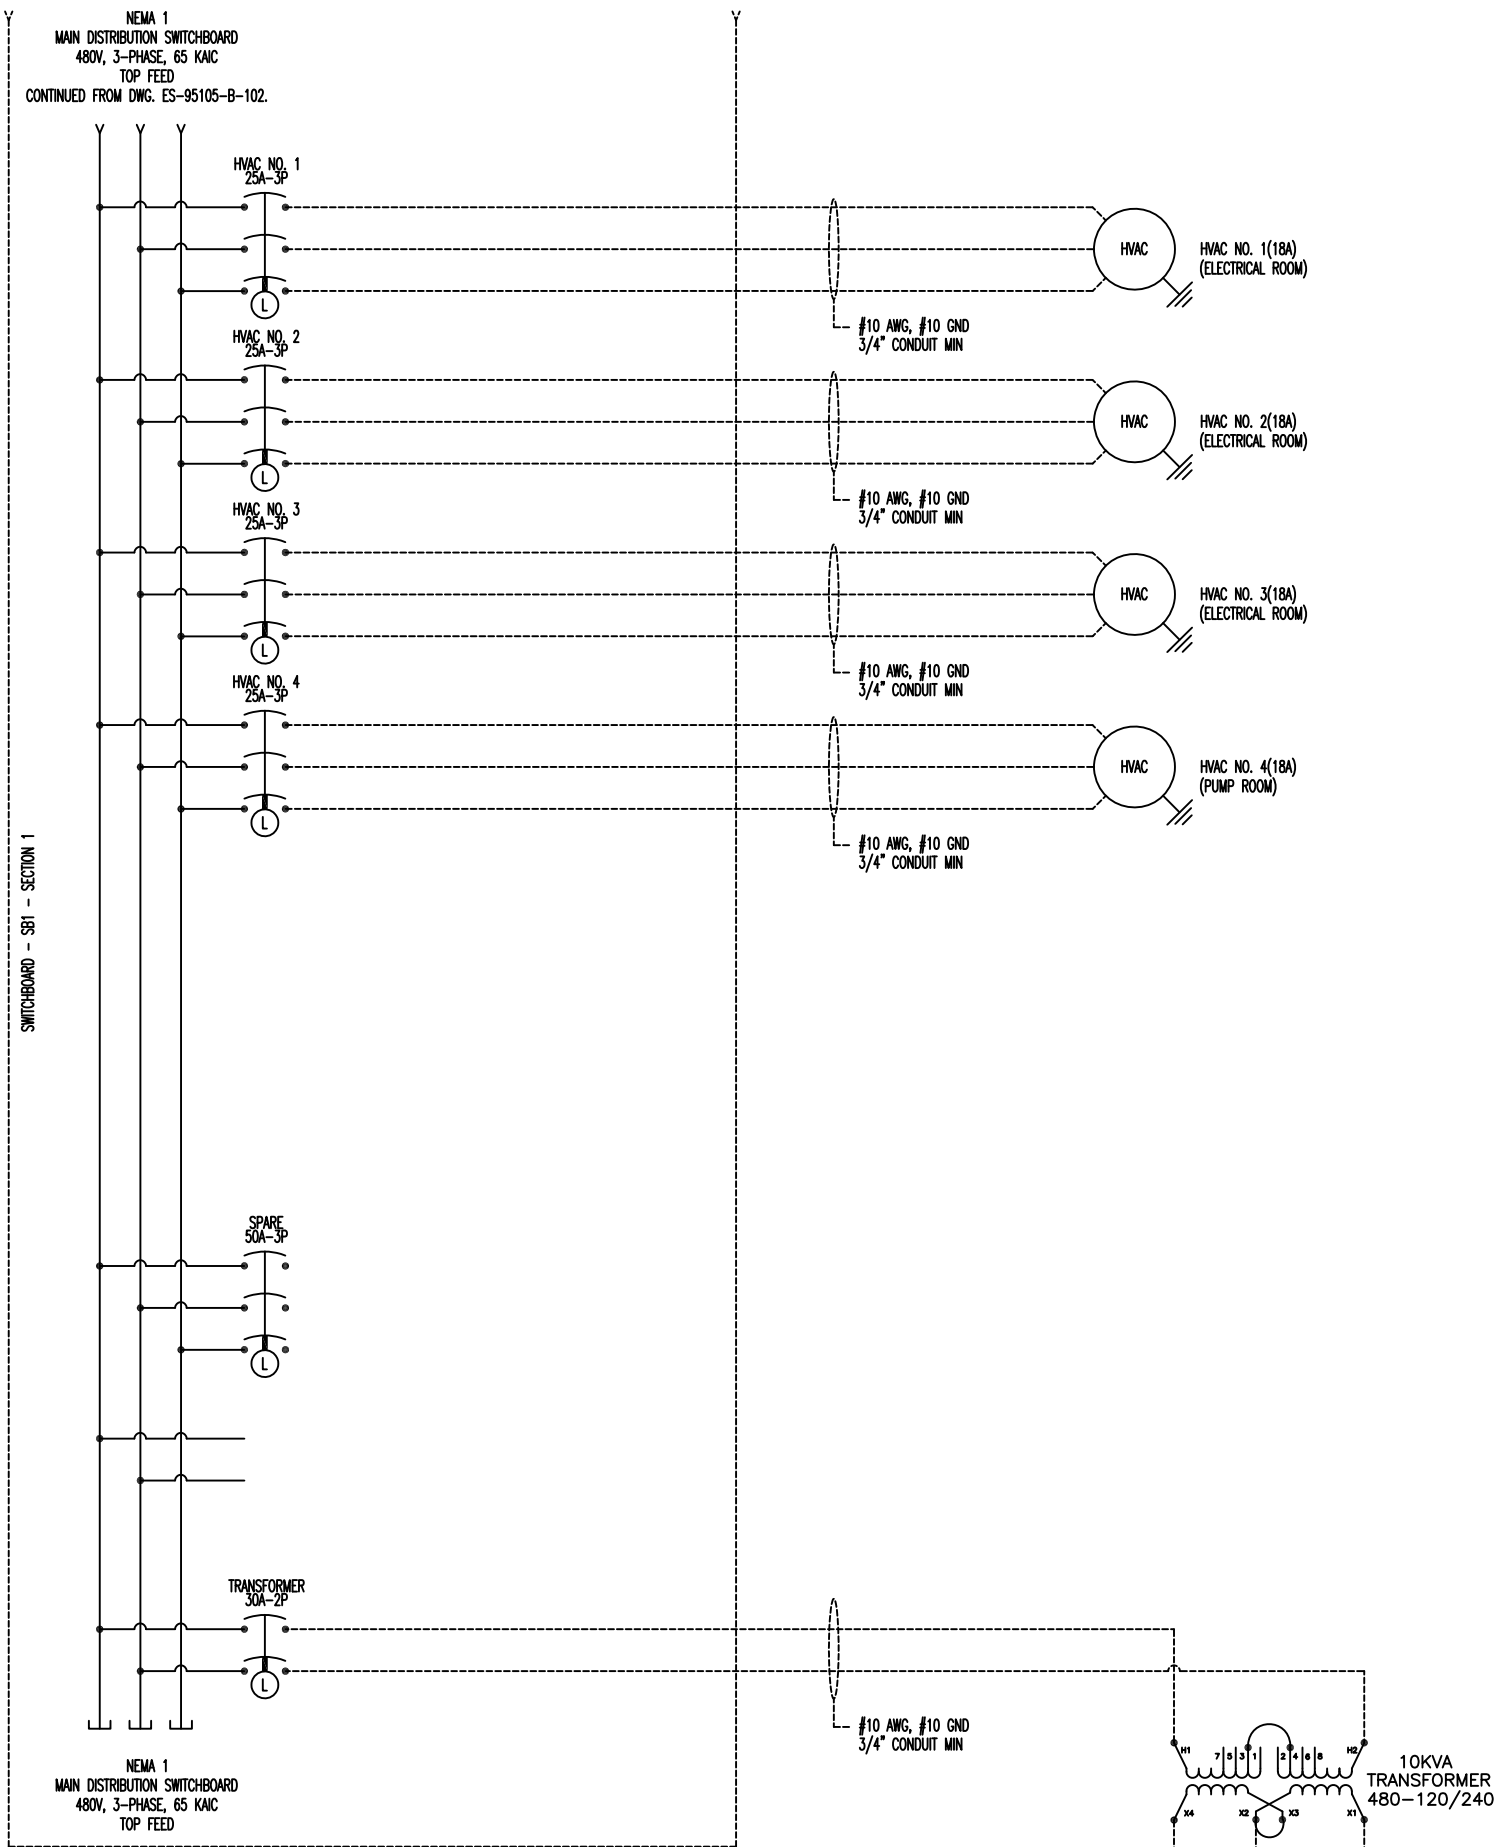 NEMA 1
MAIN DISTRIBUTION SWITCHBOARD
480V, 3-PHASE, 65 KAIC
TOP FEED
CONTINUED FROM DWG. ES-95105-B-102.
HVAC NO. 1
25A-3P
L
HVAC
HVAC NO. 1(18A)
(ELECTRICAL ROOM)
#10 AWG, #10 GND
3/4" CONDUIT MIN
HVAC NO. 2
25A-3P
L
HVAC
HVAC NO. 2(18A)
(ELECTRICAL ROOM)
#10 AWG, #10 GND
3/4" CONDUIT MIN
HVAC NO. 3
25A-3P
L
HVAC
HVAC NO. 3(18A)
(ELECTRICAL ROOM)
#10 AWG, #10 GND
3/4" CONDUIT MIN
HVAC NO. 4
25A-3P
L
HVAC
HVAC NO. 4(18A)
(PUMP ROOM)
#10 AWG, #10 GND
3/4" CONDUIT MIN
SWITCHBOARD - SB1 - SECTION 1
SPARE
50A-3P
L
TRANSFORMER
30A-2P
L
#10 AWG, #10 GND
3/4" CONDUIT MIN
H1 7 5 3 1 2 4 6 8 H2
X4 X2 X3 X1
10KVA
TRANSFORMER
480-120/240
NEMA 1
MAIN DISTRIBUTION SWITCHBOARD
480V, 3-PHASE, 65 KAIC
TOP FEED